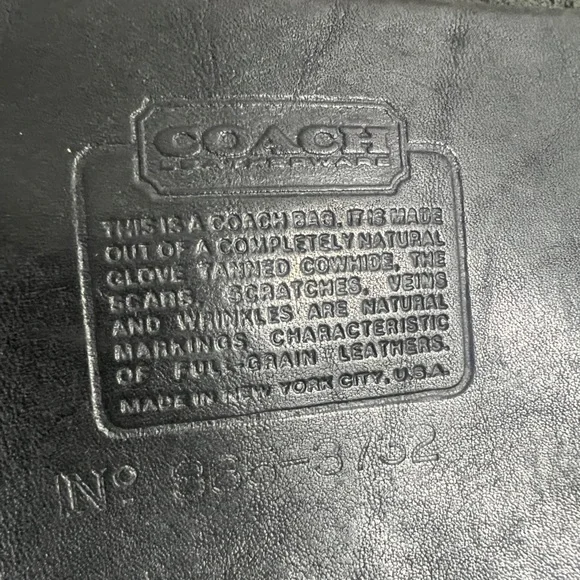 COACH
LEATHERWARE
THIS IS A COACH BAG. IT IS MADE
OUT OF A COMPLETELY NATURAL
GLOVE TANNED COWHIDE, THE
SCARS, SCRATCHES, VEINS
AND WRINKLES ARE NATURAL
MARKINGS CHARACTERISTIC
OF FULL-GRAIN LEATHERS.
MADE IN NEW YORK CITY, U.S.A.
Nº